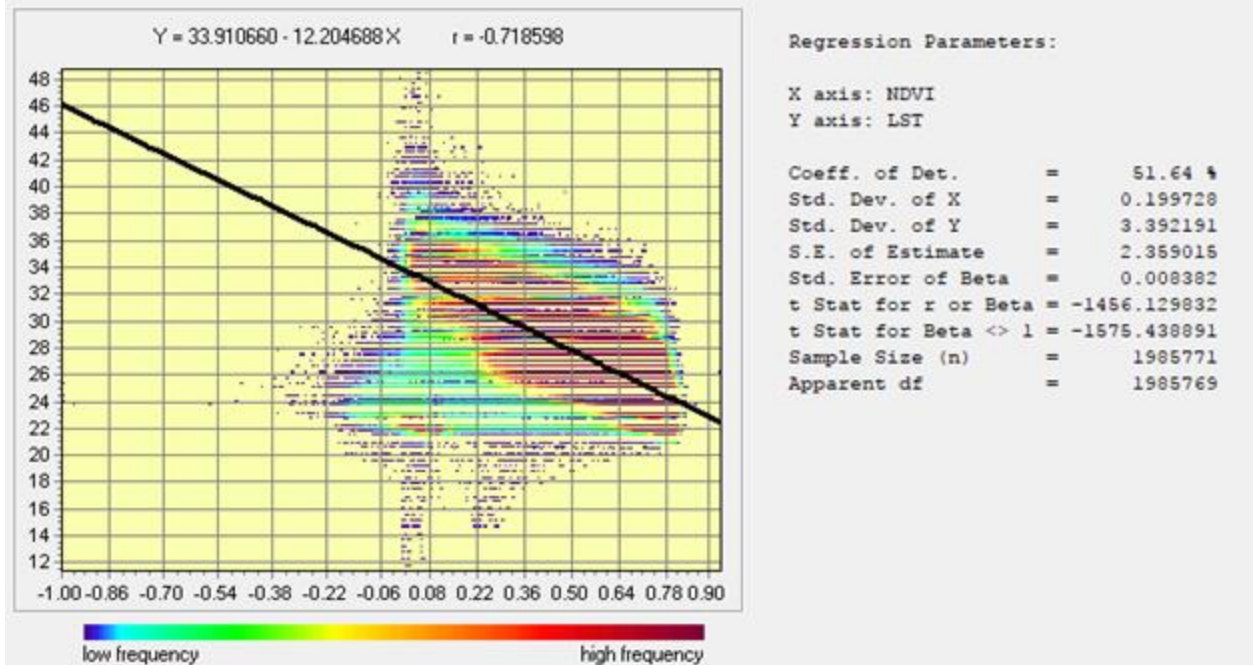 Y = 33.910660 - 12.204688 X r = -0.718598
48
46
44
42
40
38
36
34
32
30
28
26
24
22
20
18
16
14
12
-1.00 -0.86 -0.70 -0.54 -0.38 -0.22 -0.06 0.08 0.22 0.36 0.50 0.64 0.78 0.90
low frequency high frequency
Regression Parameters:
X axis: NDVI
Y axis: LST
Coeff. of Det. = 51.64 %
Std. Dev. of X = 0.199728
Std. Dev. of Y = 3.392191
S.E. of Estimate = 2.359015
Std. Error of Beta = 0.008382
t Stat for r or Beta = -1456.129832
t Stat for Beta <> 1 = -1575.438891
Sample Size (n) = 1985771
Apparent df = 1985769